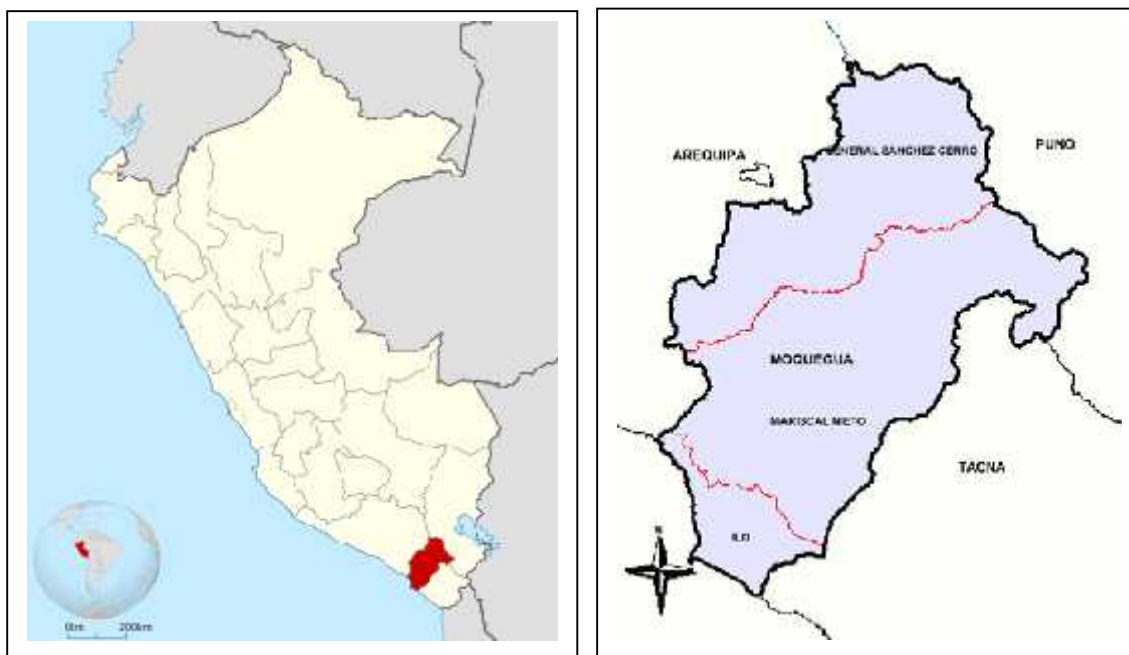 0km 200km
GENERAL SANCHEZ CERRO
PUNO
AREQUIPA
MOQUEGUA
MARISCAL NIETO
TACNA
ILO
N